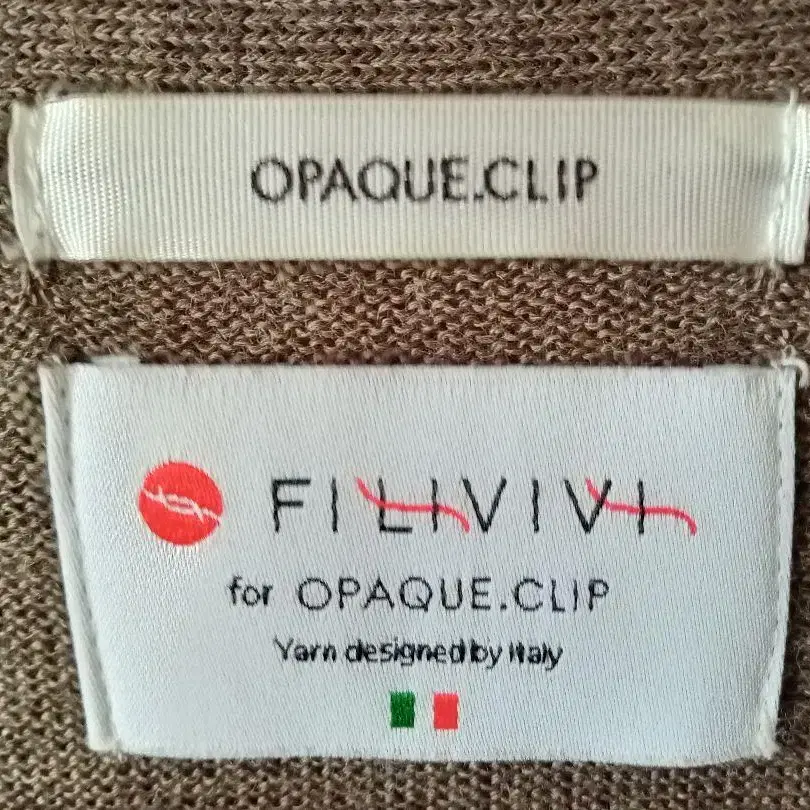 OPAQUE.CLIP
FILIVIVI
for OPAQUE.CLIP
Yarn designed by Italy